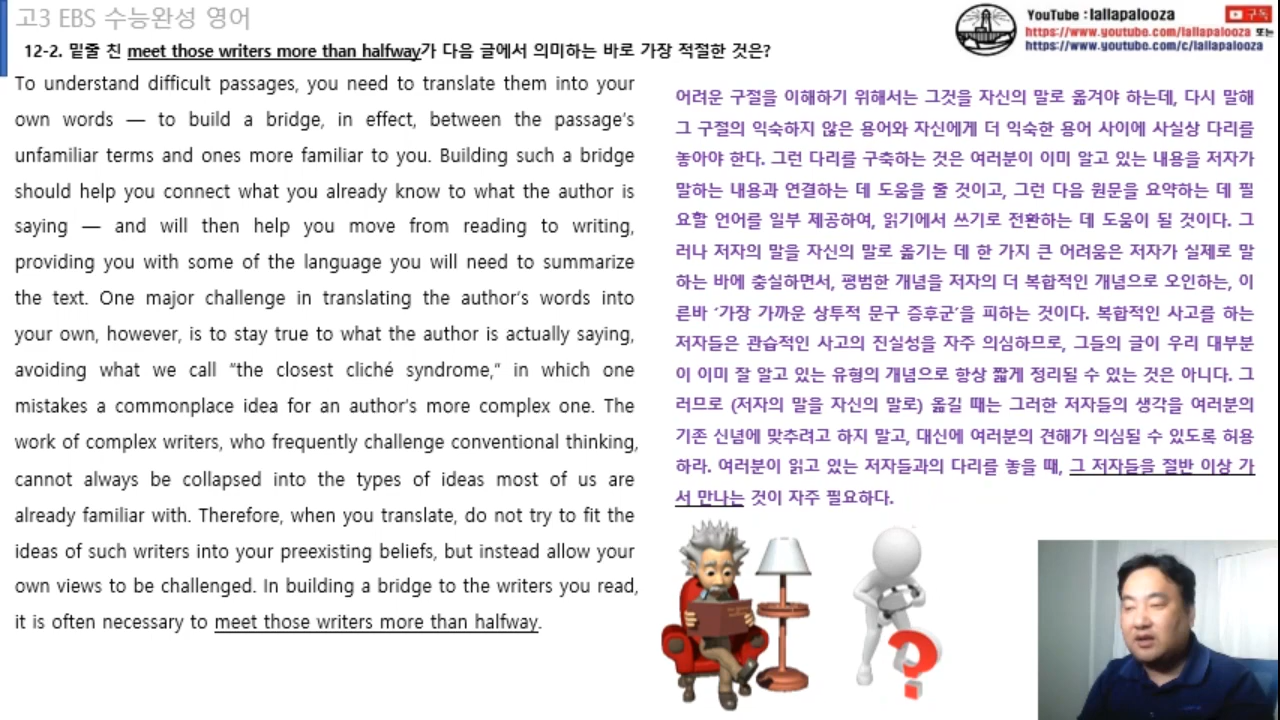 고3 EBS 수능완성 영어
12-2. 밑줄 친 meet those writers more than halfway가 다음 글에서 의미하는 바로 가장 적절한 것은?
YouTube : lallapalooza
구독
https://www.youtube.com/lallapalooza 또는
https://www.youtube.com/c/lallapalooza
To understand difficult passages, you need to translate them into your
own words — to build a bridge, in effect, between the passage's
unfamiliar terms and ones more familiar to you. Building such a bridge
should help you connect what you already know to what the author is
saying — and will then help you move from reading to writing,
providing you with some of the language you will need to summarize
the text. One major challenge in translating the author's words into
your own, however, is to stay true to what the author is actually saying,
avoiding what we call "the closest cliché syndrome," in which one
mistakes a commonplace idea for an author's more complex one. The
work of complex writers, who frequently challenge conventional thinking,
cannot always be collapsed into the types of ideas most of us are
already familiar with. Therefore, when you translate, do not try to fit the
ideas of such writers into your preexisting beliefs, but instead allow your
own views to be challenged. In building a bridge to the writers you read,
it is often necessary to meet those writers more than halfway.
어려운 구절을 이해하기 위해서는 그것을 자신의 말로 옮겨야 하는데, 다시 말해
그 구절의 익숙하지 않은 용어와 자신에게 더 익숙한 용어 사이에 사실상 다리를
놓아야 한다. 그런 다리를 구축하는 것은 여러분이 이미 알고 있는 내용을 저자가
말하는 내용과 연결하는 데 도움을 줄 것이고, 그런 다음 원문을 요약하는 데 필
요할 언어를 일부 제공하여, 읽기에서 쓰기로 전환하는 데 도움이 될 것이다. 그
러나 저자의 말을 자신의 말로 옮기는 데 한 가지 큰 어려움은 저자가 실제로 말
하는 바에 충실하면서, 평범한 개념을 저자의 더 복합적인 개념으로 오인하는, 이
른바 '가장 가까운 상투적 문구 증후군'을 피하는 것이다. 복합적인 사고를 하는
저자들은 관습적인 사고의 진실성을 자주 의심하므로, 그들의 글이 우리 대부분
이 이미 잘 알고 있는 유형의 개념으로 항상 짧게 정리될 수 있는 것은 아니다. 그
러므로 (저자의 말을 자신의 말로) 옮길 때는 그러한 저자들의 생각을 여러분의
기존 신념에 맞추려고 하지 말고, 대신에 여러분의 견해가 의심될 수 있도록 허용
하라. 여러분이 읽고 있는 저자들과의 다리를 놓을 때, 그 저자들을 절반 이상 가
서 만나는 것이 자주 필요하다.